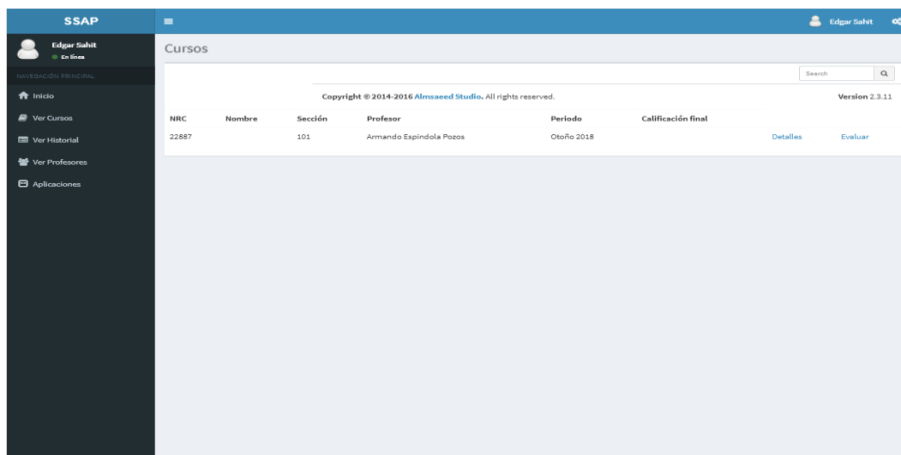 SSAP
Edgar Sahit
Edgar Sahit
En línea
NAVEGACIÓN PRINCIPAL
Inicio
Ver Cursos
Ver Historial
Ver Profesores
Aplicaciones
Cursos
Search
Copyright © 2014-2016 Almsaeed Studio. All rights reserved. Version 2.3.11
NRC Nombre Sección Profesor Periodo Calificación final
22887 101 Armando Espindola Pozos Otoño 2018 Detalles Evaluar